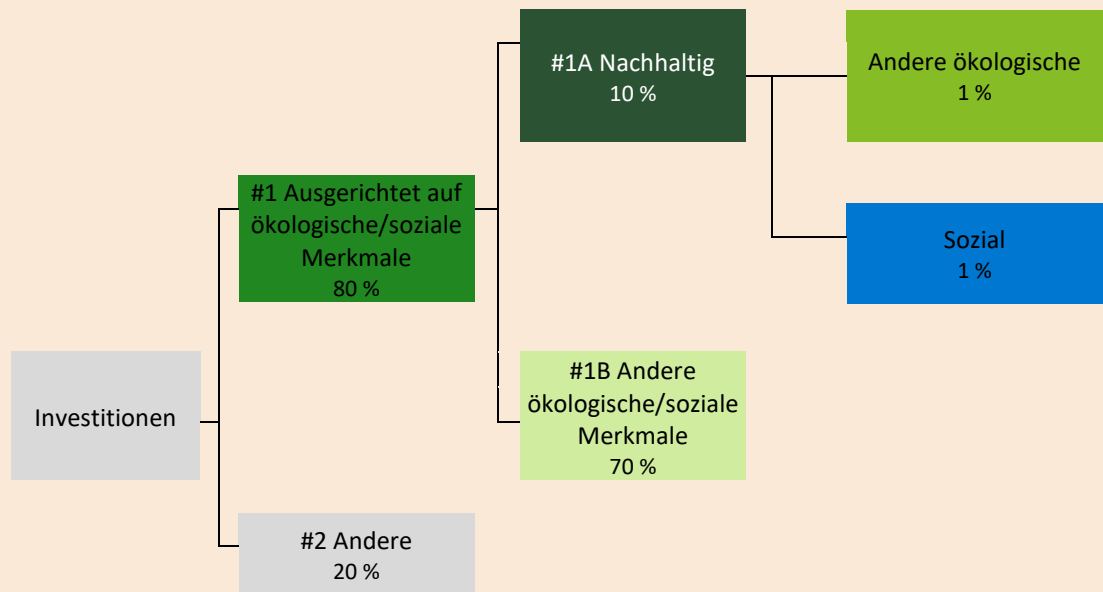 Investitionen
#1 Ausgerichtet auf
ökologische/soziale
Merkmale
80 %
#2 Andere
20 %
#1A Nachhaltig
10 %
#1B Andere
ökologische/soziale
Merkmale
70 %
Andere ökologische
1 %
Sozial
1 %